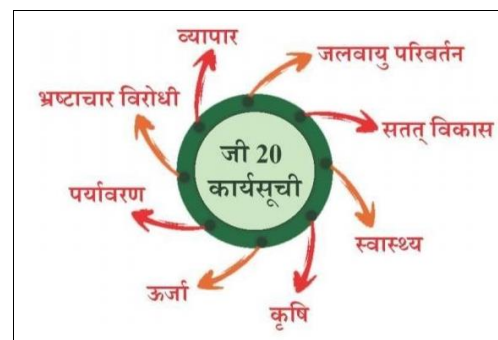 व्यापार
जलवायु परिवर्तन
भ्रष्टाचार विरोधी
सतत् विकास
जी 20
कार्यसूची
पर्यावरण
स्वास्थ्य
ऊर्जा
कृषि